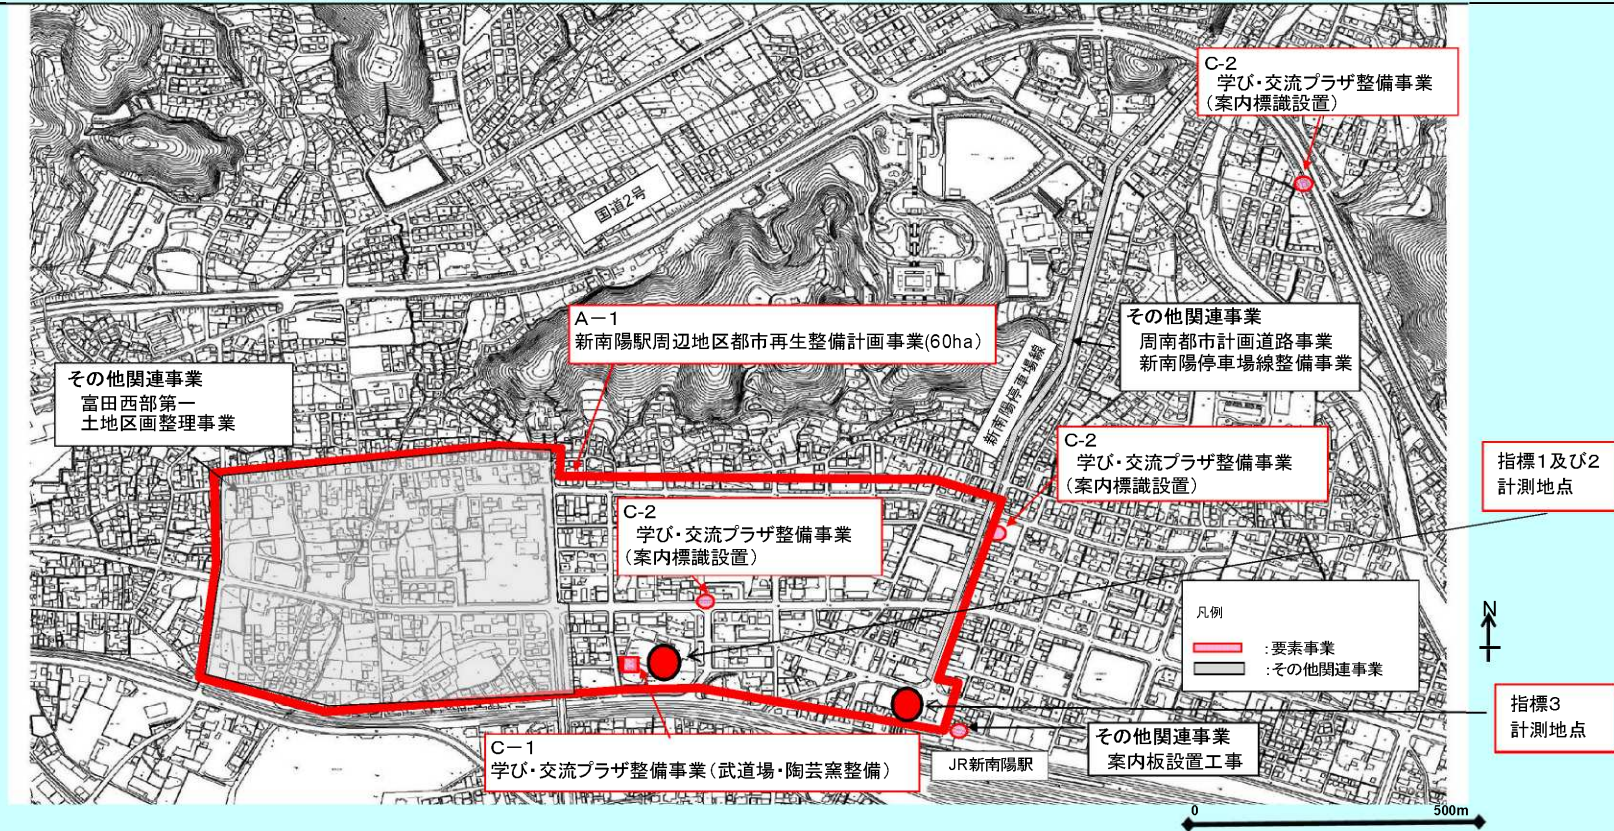 C-2
学び・交流プラザ整備事業
(案内標識設置)
国道2号
A－1
新南陽駅周辺地区都市再生整備計画事業(60ha)
その他関連事業
周南都市計画道路事業
新南陽停車場線整備事業
新南陽停車場線
その他関連事業
富田西部第一
土地区画整理事業
C-2
学び・交流プラザ整備事業
(案内標識設置)
指標1及び2
計測地点
C-2
学び・交流プラザ整備事業
(案内標識設置)
凡例
:要素事業
:その他関連事業
N
指標3
計測地点
C－1
学び・交流プラザ整備事業(武道場・陶芸窯整備)
JR新南陽駅
その他関連事業
案内板設置工事
0
500m